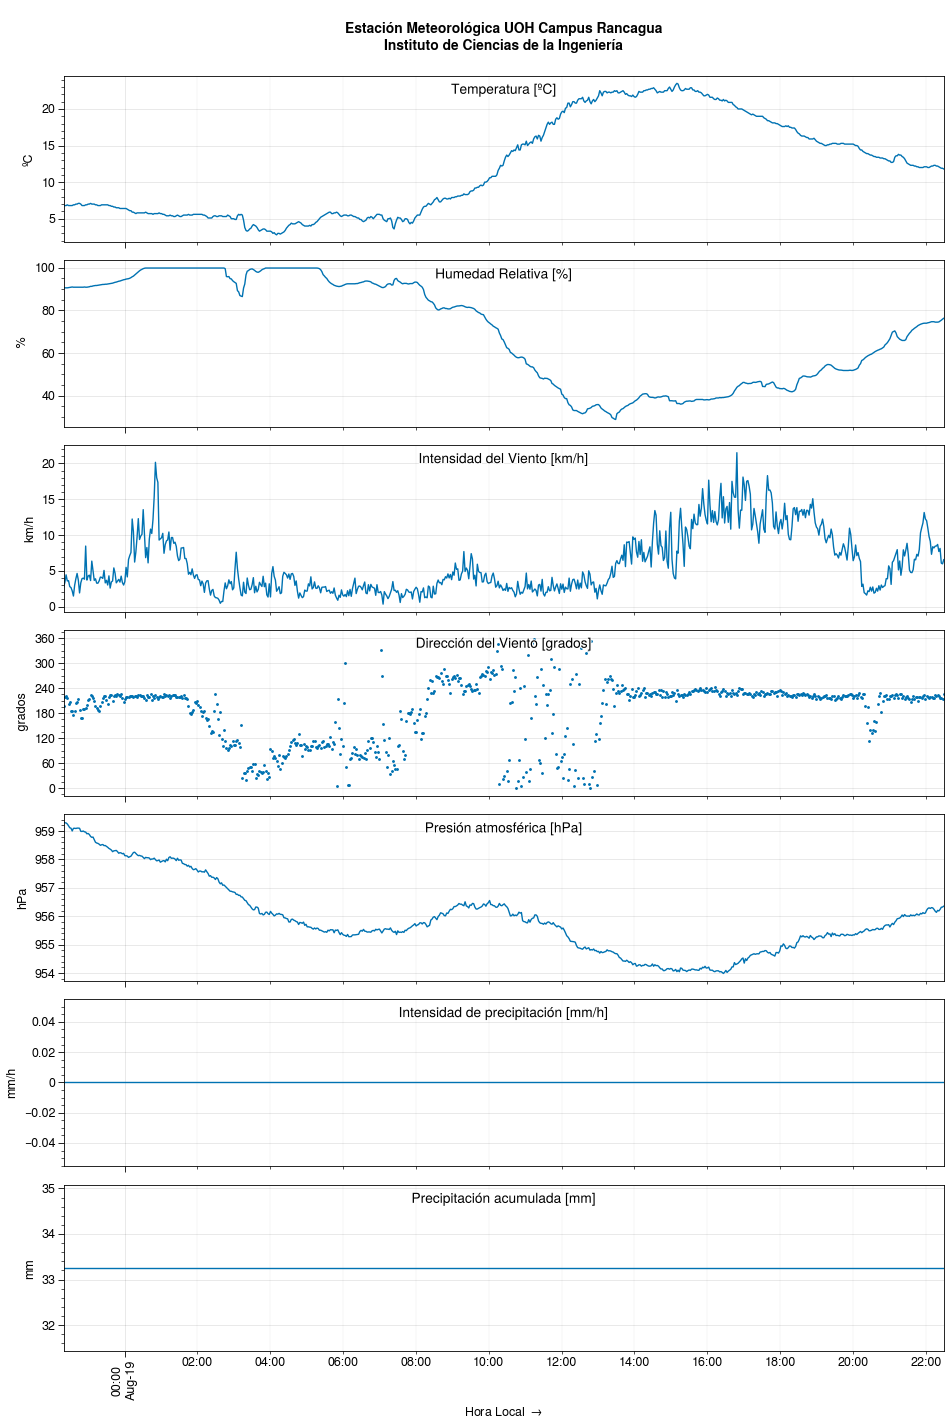 Estación Meteorológica UOH Campus Rancagua
Instituto de Ciencias de la Ingeniería
Temperatura [ºC]
ºC
20
15
10
5
Humedad Relativa [%]
%
100
80
60
40
Intensidad del Viento [km/h]
km/h
20
15
10
5
0
Dirección del Viento [grados]
grados
360
300
240
180
120
60
0
Presión atmosférica [hPa]
hPa
959
958
957
956
955
954
Intensidad de precipitación [mm/h]
mm/h
0.04
0.02
0
−0.02
−0.04
Precipitación acumulada [mm]
mm
35
34
33
32
00:00
Aug-19
02:00
04:00
06:00
08:00
10:00
12:00
14:00
16:00
18:00
20:00
22:00
Hora Local →